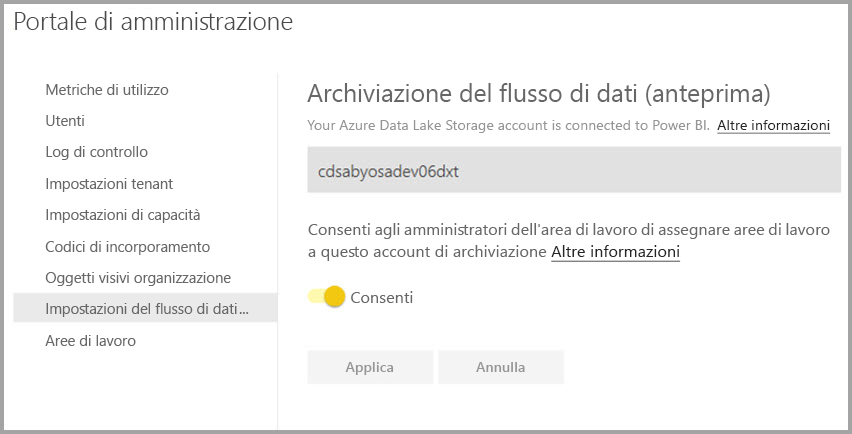 Portale di amministrazione
Metriche di utilizzo
Utenti
Log di controllo
Impostazioni tenant
Impostazioni di capacità
Codici di incorporamento
Oggetti visivi organizzazione
Impostazioni del flusso di dati...
Aree di lavoro
Archiviazione del flusso di dati (anteprima)
Your Azure Data Lake Storage account is connected to Power BI. Altre informazioni
cdsabyosadev06dxt
Consenti agli amministratori dell'area di lavoro di assegnare aree di lavoro
a questo account di archiviazione Altre informazioni
Consenti
Applica Annulla